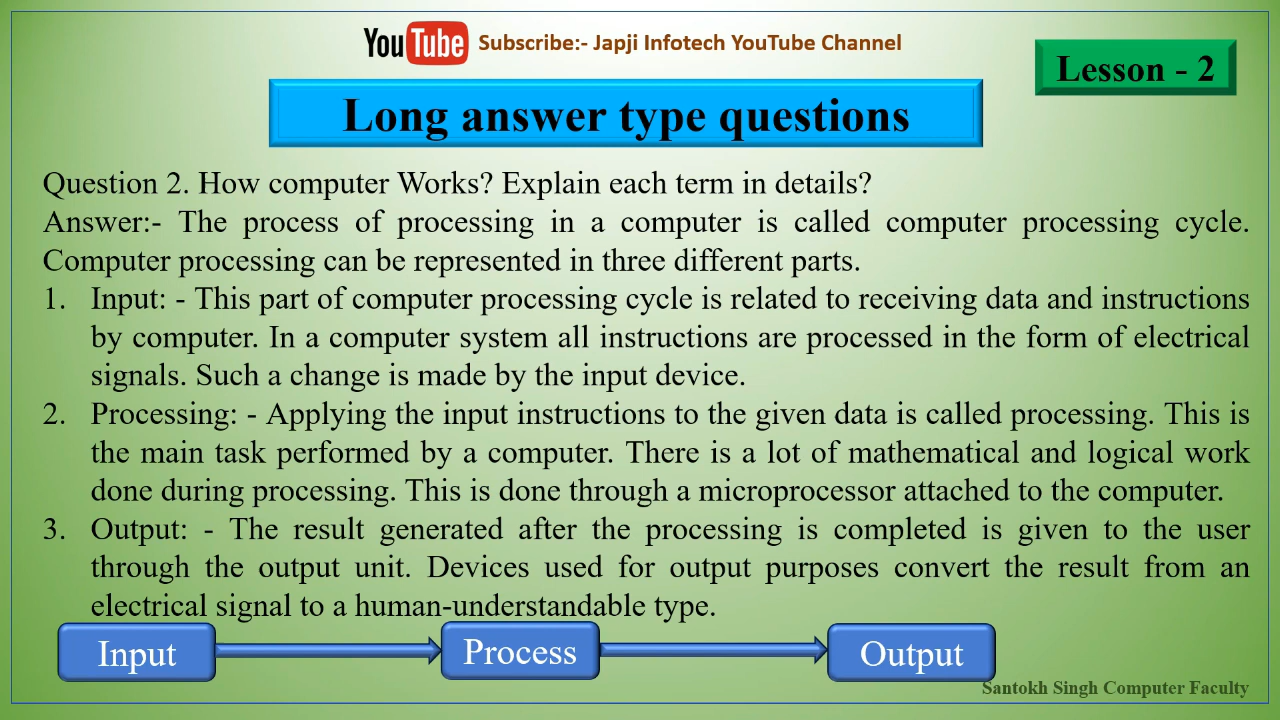 YouTube Subscribe:- Japji Infotech YouTube Channel
Lesson - 2
Long answer type questions
Question 2. How computer Works? Explain each term in details?
Answer:- The process of processing in a computer is called computer processing cycle.
Computer processing can be represented in three different parts.
1. Input: - This part of computer processing cycle is related to receiving data and instructions
by computer. In a computer system all instructions are processed in the form of electrical
signals. Such a change is made by the input device.
2. Processing: - Applying the input instructions to the given data is called processing. This is
the main task performed by a computer. There is a lot of mathematical and logical work
done during processing. This is done through a microprocessor attached to the computer.
3. Output: - The result generated after the processing is completed is given to the user
through the output unit. Devices used for output purposes convert the result from an
electrical signal to a human-understandable type.
Input Process Output
Santokh Singh Computer Faculty